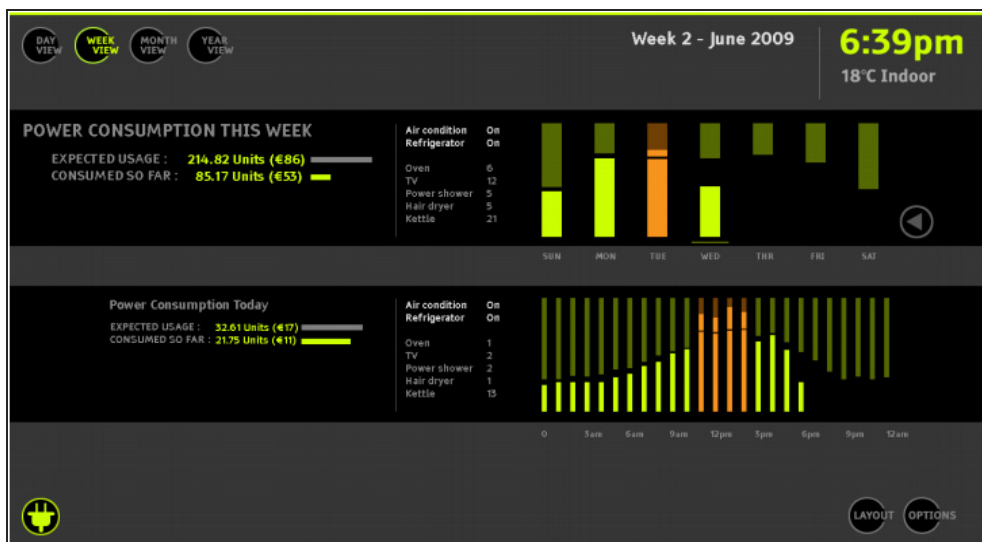 DAY VIEW
WEEK VIEW
MONTH VIEW
YEAR VIEW
Week 2 - June 2009
6:39pm
18°C Indoor
POWER CONSUMPTION THIS WEEK
EXPECTED USAGE : 214.82 Units (€86)
CONSUMED SO FAR : 85.17 Units (€53)
Air condition On
Refrigerator On
Oven 6
TV 12
Power shower 5
Hair dryer 5
Kettle 21
SUN MON TUE WED THR FRI SAT
Power Consumption Today
EXPECTED USAGE : 32.61 Units (€17)
CONSUMED SO FAR : 21.75 Units (€11)
Air condition On
Refrigerator On
Oven 1
TV 2
Power shower 2
Hair dryer 1
Kettle 13
0 3am 6am 9am 12pm 3pm 6pm 9pm 12am
LAYOUT OPTIONS